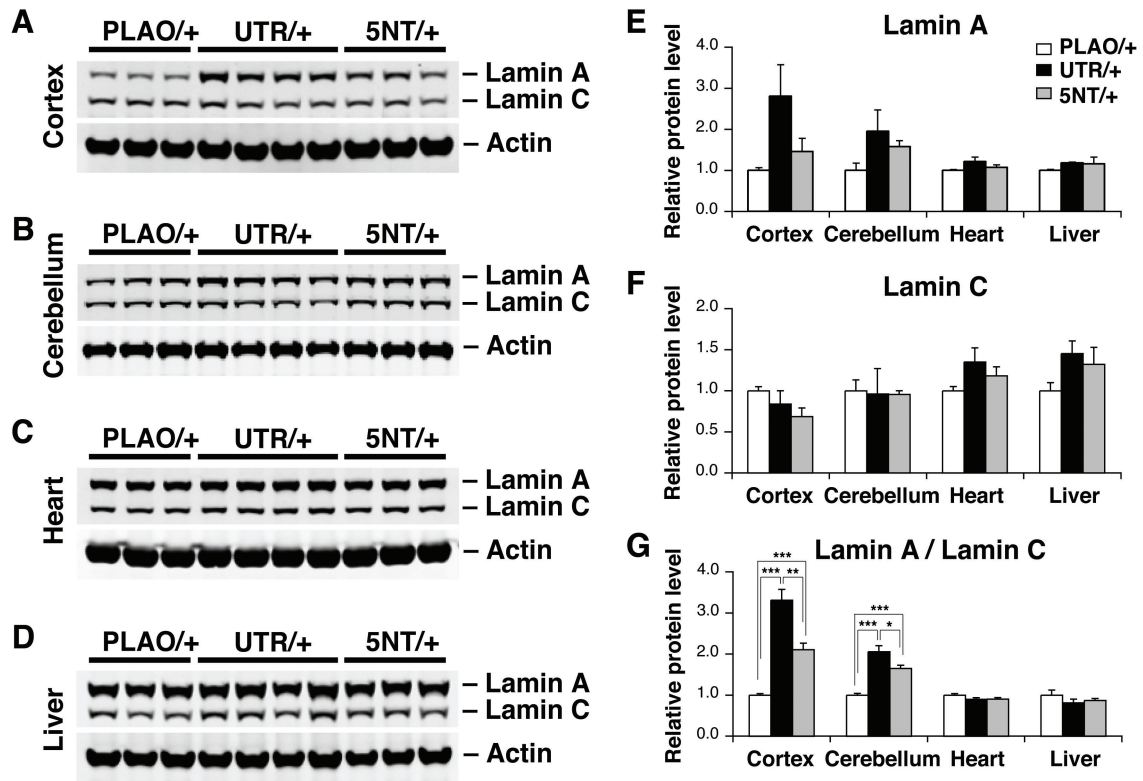 A
PLAO/+ UTR/+ 5NT/+
Cortex
– Lamin A
– Lamin C
– Actin
B
PLAO/+ UTR/+ 5NT/+
Cerebellum
– Lamin A
– Lamin C
– Actin
C
PLAO/+ UTR/+ 5NT/+
Heart
– Lamin A
– Lamin C
– Actin
D
PLAO/+ UTR/+ 5NT/+
Liver
– Lamin A
– Lamin C
– Actin
E
Lamin A
PLAO/+
UTR/+
5NT/+
Relative protein level
4.0
3.0
2.0
1.0
0.0
Cortex Cerebellum Heart Liver
F
Lamin C
Relative protein level
2.0
1.5
1.0
0.5
0.0
Cortex Cerebellum Heart Liver
G
Lamin A / Lamin C
Relative protein level
4.0
3.0
2.0
1.0
0.0
***
*** **
***
*** *
Cortex Cerebellum Heart Liver